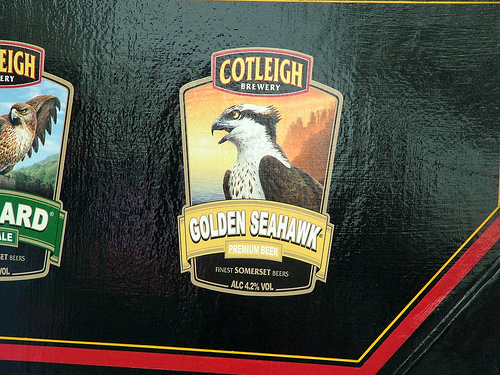 EIGH
ERY
ARD®
ALE
ET BEERS
VOL
COTLEIGH
BREWERY
GOLDEN SEAHAWK
PREMIUM BEER
FINEST SOMERSET BEERS
ALC 4.2% VOL